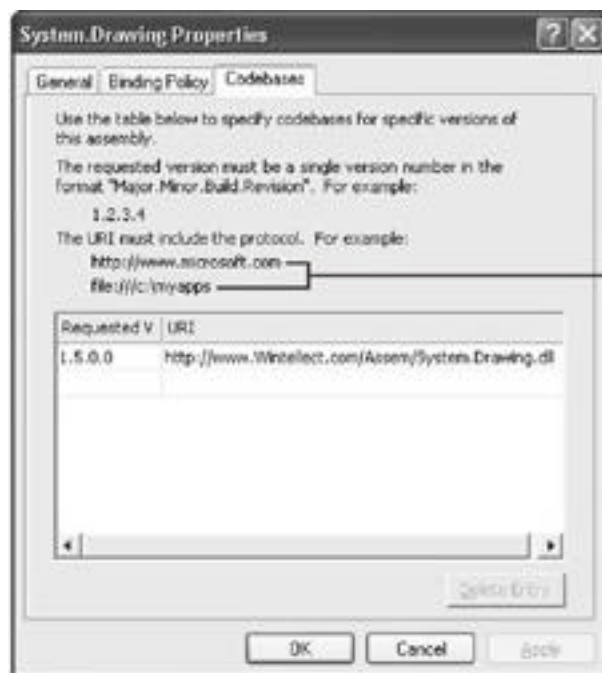 System.Drawing Properties
General Binding Policy Codebases
Use the table below to specify codebases for specific versions of
this assembly.
The requested version must be a single version number in the
format "Major.Minor.Build.Revision". For example:
1.2.3.4
The URI must include the protocol. For example:
http://www.microsoft.com
file:///c:\myapps
Requested V URI
1.5.0.0 http://www.Wintellect.com/Assem/System.Drawing.dll
Delete Entry
OK Cancel Apply